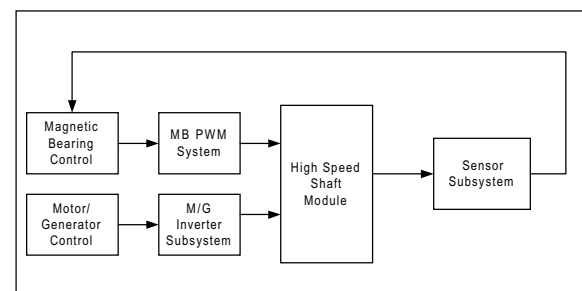 Magnetic
Bearing
Control
MB PWM
System
High Speed
Shaft
Module
Sensor
Subsystem
Motor/
Generator
Control
M/G
Inverter
Subsystem